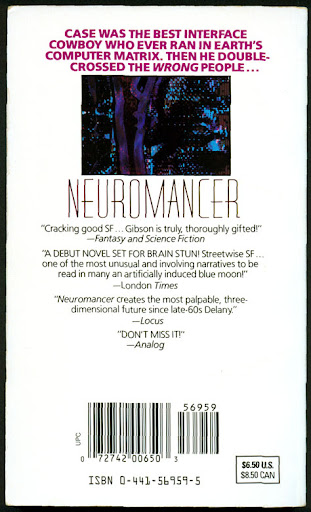 CASE WAS THE BEST INTERFACE
COWBOY WHO EVER RAN IN EARTH'S
COMPUTER MATRIX. THEN HE DOUBLE-
CROSSED THE WRONG PEOPLE...
NEUROMANCER
"Cracking good SF... Gibson is truly, thoroughly gifted!"
—Fantasy and Science Fiction
"A DEBUT NOVEL SET FOR BRAIN STUN! Streetwise SF...
one of the most unusual and involving narratives to be
read in many an artificially induced blue moon!"
—London Times
"Neuromancer creates the most palpable, three-
dimensional future since late-60s Delany."
—Locus
"DON'T MISS IT!"
—Analog
56959
UPC
0 72742 00650 3
ISBN 0-441-56959-5
$6.50 U.S.
$8.50 CAN